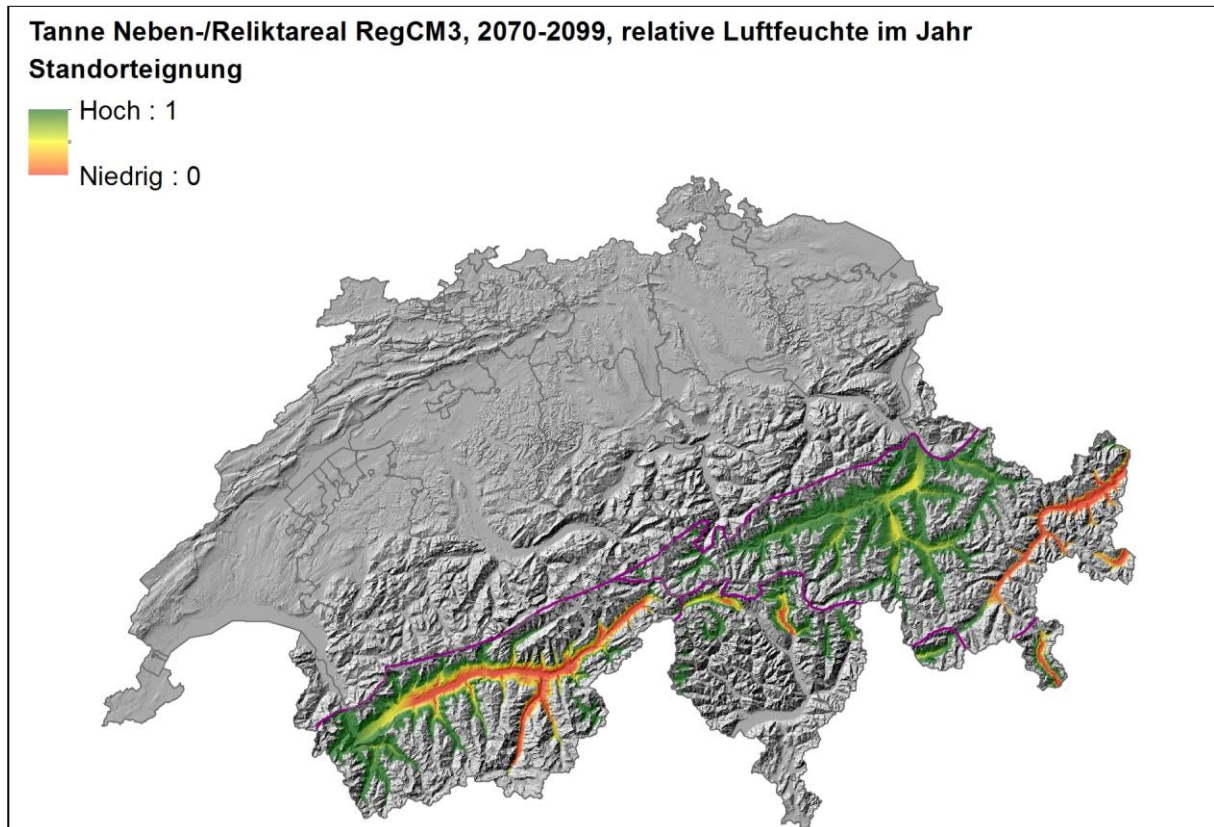 Tanne Neben-/Reliktareal RegCM3, 2070-2099, relative Luftfeuchte im Jahr
Standorteignung
Hoch : 1
Niedrig : 0